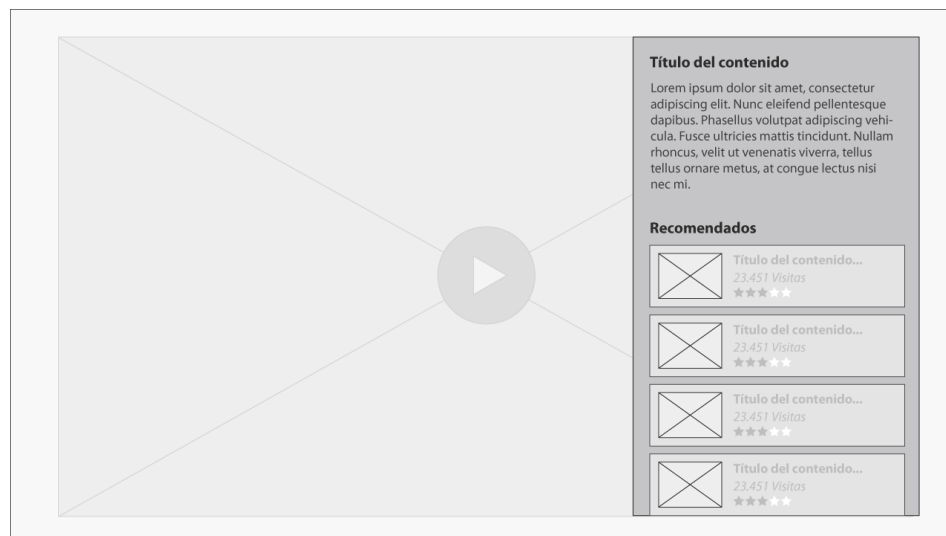 Título del contenido
Lorem ipsum dolor sit amet, consectetur
adipiscing elit. Nunc eleifend pellentesque
dapibus. Phasellus volutpat adipiscing vehi-
cula. Fusce ultricies mattis tincidunt. Nullam
rhoncus, velit ut venenatis viverra, tellus
tellus ornare metus, at congue lectus nisi
nec mi.
Recomendados
Título del contenido...
23.451 Visitas
Título del contenido...
23.451 Visitas
Título del contenido...
23.451 Visitas
Título del contenido...
23.451 Visitas